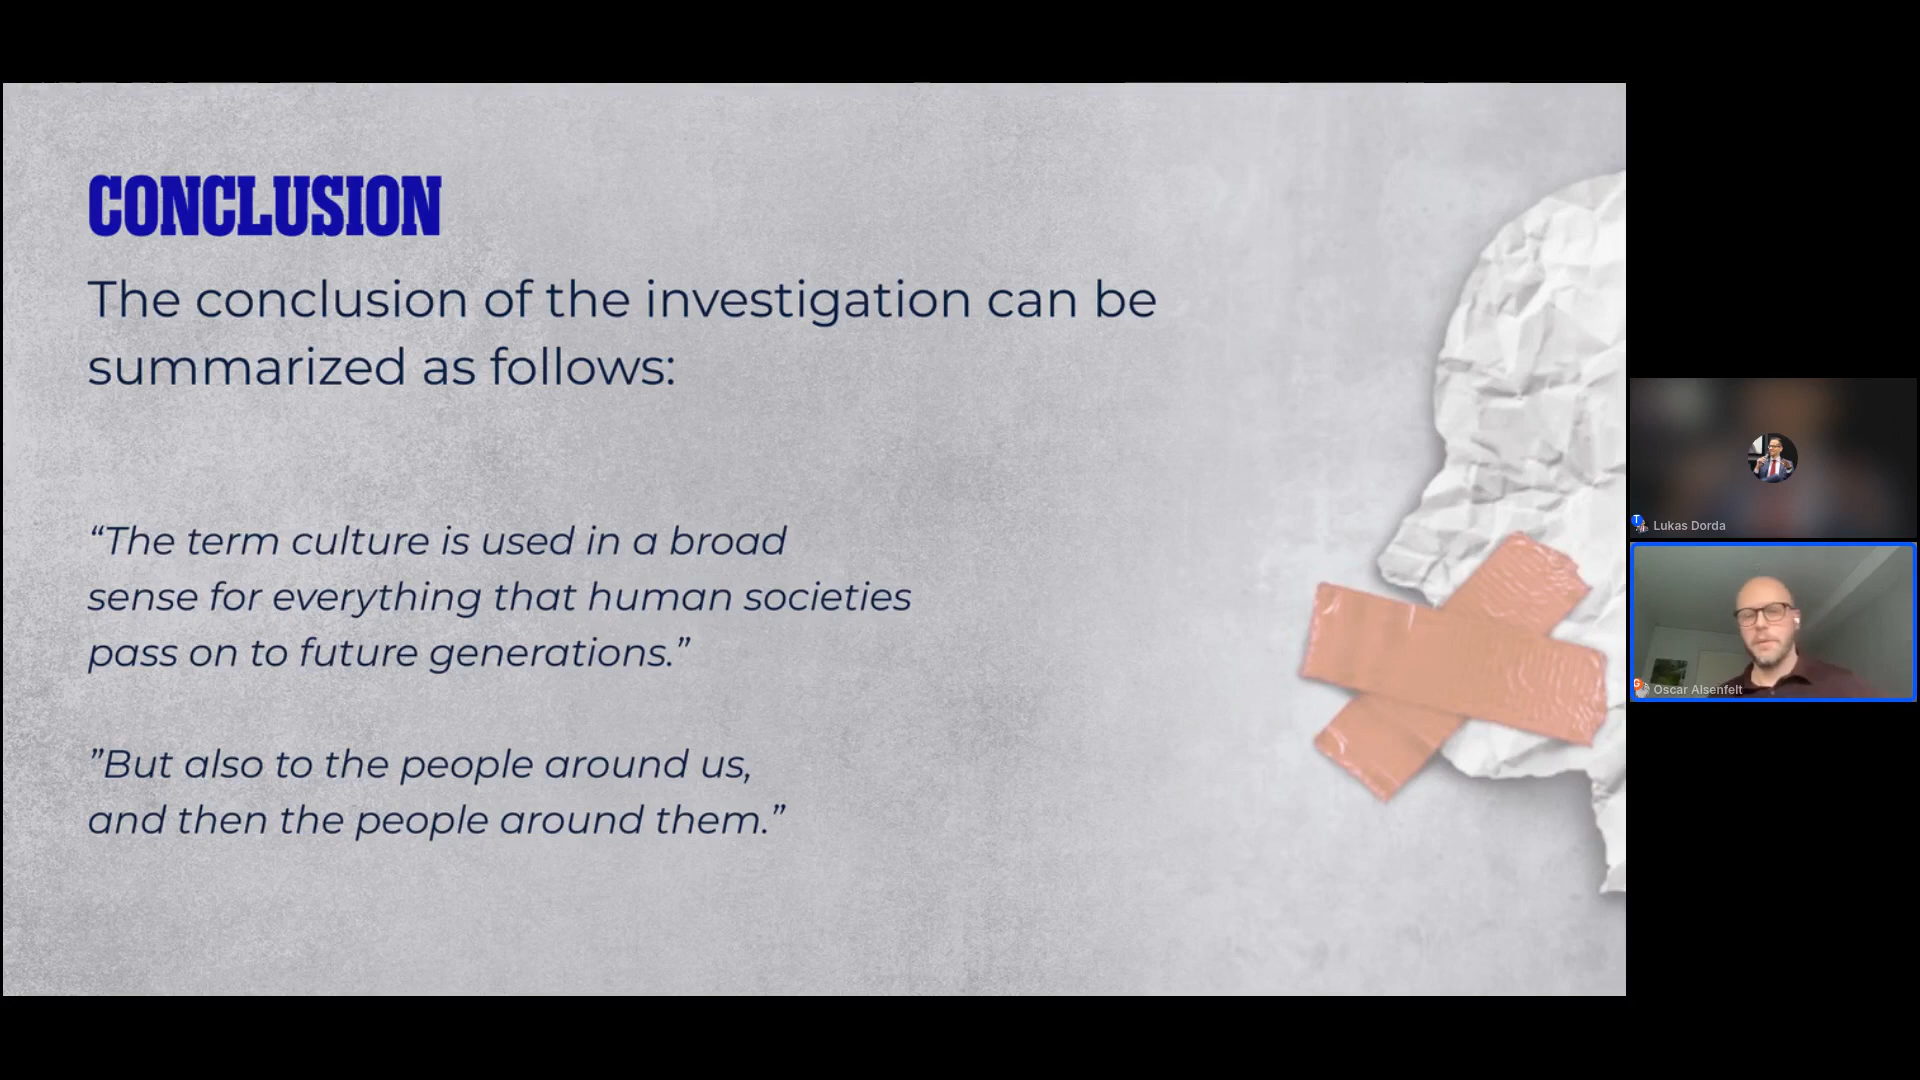 CONCLUSION
The conclusion of the investigation can be
summarized as follows:
“The term culture is used in a broad
sense for everything that human societies
pass on to future generations.”
”But also to the people around us,
and then the people around them.”
Lukas Dorda
Oscar Alsenfelt